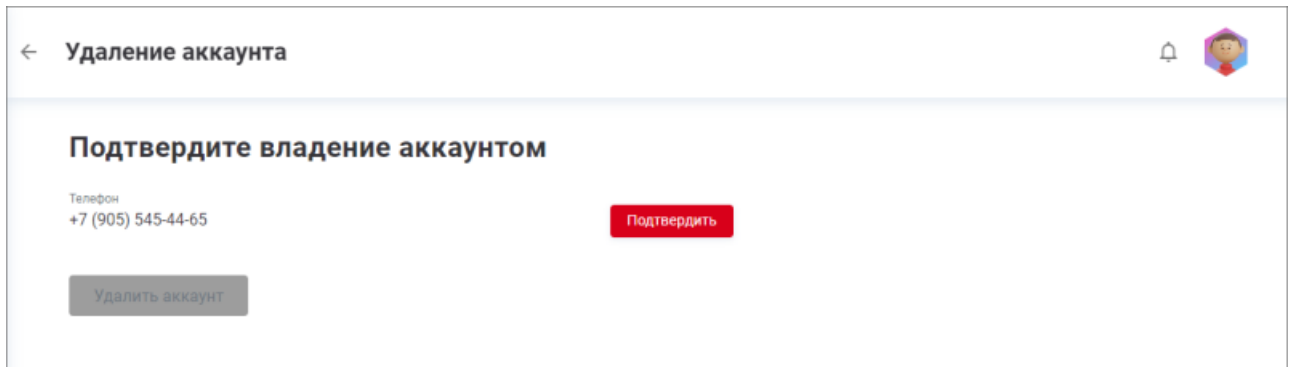 Удаление аккаунта
Подтвердите владение аккаунтом
Телефон
+7 (905) 545-44-65
Подтвердить
Удалить аккаунт